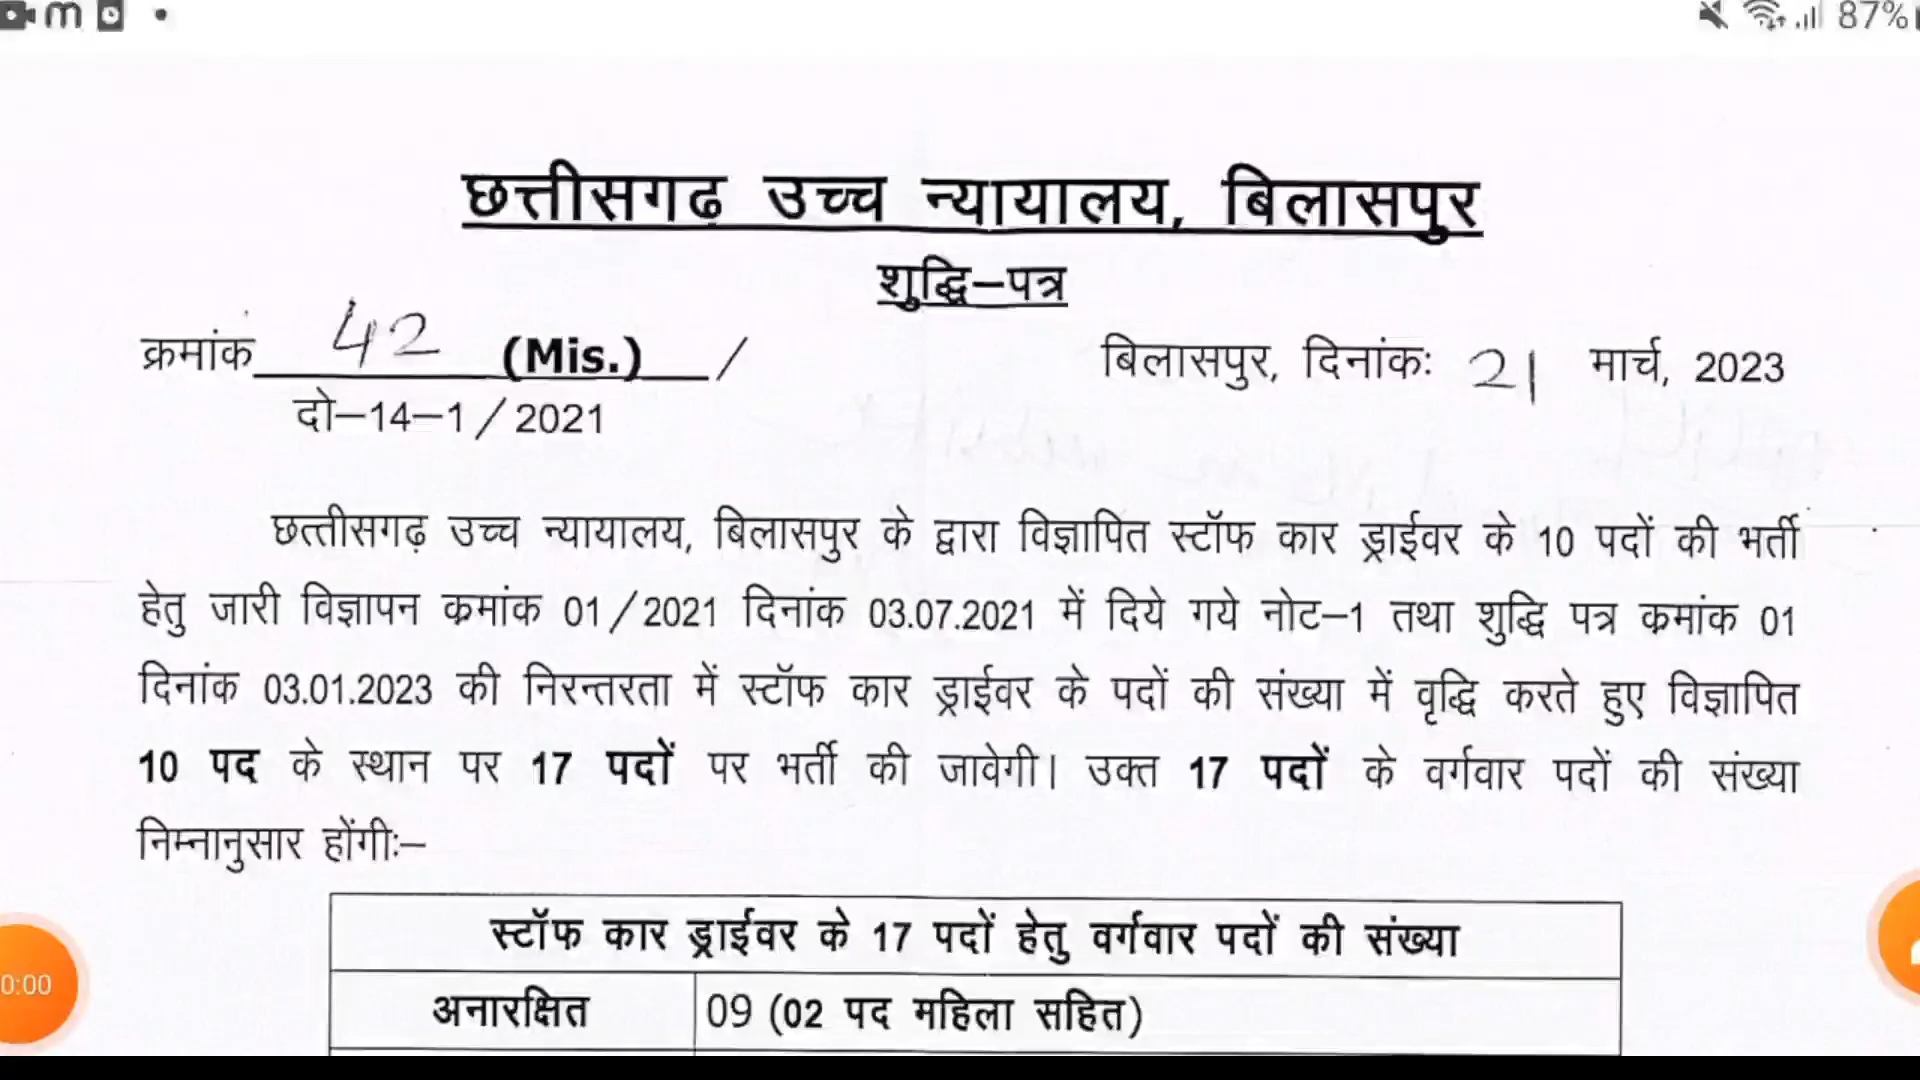 m 87%
छत्तीसगढ़ उच्च न्यायालय, बिलासपुर
शुद्धि–पत्र
क्रमांक 42 (Mis.) / बिलासपुर, दिनांकः 21 मार्च, 2023
दो–14–1/2021
छत्तीसगढ़ उच्च न्यायालय, बिलासपुर के द्वारा विज्ञापित स्टॉफ कार ड्राईवर के 10 पदों की भर्ती
हेतु जारी विज्ञापन क्रमांक 01/2021 दिनांक 03.07.2021 में दिये गये नोट–1 तथा शुद्धि पत्र क्रमांक 01
दिनांक 03.01.2023 की निरन्तरता में स्टॉफ कार ड्राईवर के पदों की संख्या में वृद्धि करते हुए विज्ञापित
10 पद के स्थान पर 17 पदों पर भर्ती की जावेगी। उक्त 17 पदों के वर्गवार पदों की संख्या
निम्नानुसार होंगीः–
स्टॉफ कार ड्राईवर के 17 पदों हेतु वर्गवार पदों की संख्या
0:00
अनारक्षित 09 (02 पद महिला सहित)